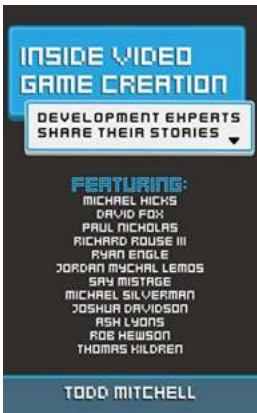 INSIDE VIDEO
GAME CREATION
DEVELOPMENT EXPERTS
SHARE THEIR STORIES
FEATURING:
MICHAEL HICKS
DAVID FOX
PAUL NICHOLAS
RICHARD ROUSE III
RYAN ENGLE
JORDAN MYCHAL LEMOS
SAY MISTAGE
MICHAEL SILVERMAN
JOSHUA DAVIDSON
ASH LYONS
ROB HEWSON
THOMAS KILDREN
TODD MITCHELL